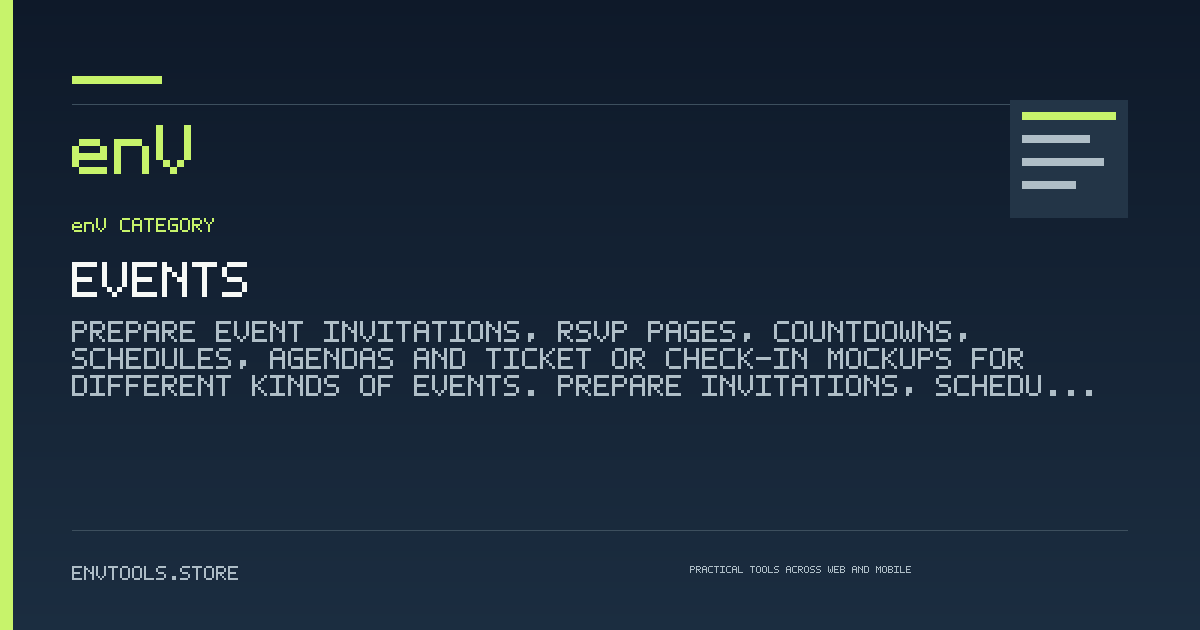 enV
enV CATEGORY
EVENTS
PREPARE EVENT INVITATIONS, RSVP PAGES, COUNTDOWNS,
SCHEDULES, AGENDAS AND TICKET OR CHECK-IN MOCKUPS FOR
DIFFERENT KINDS OF EVENTS. PREPARE INVITATIONS, SCHEDU...
ENVTOOLS.STORE
PRACTICAL TOOLS ACROSS WEB AND MOBILE